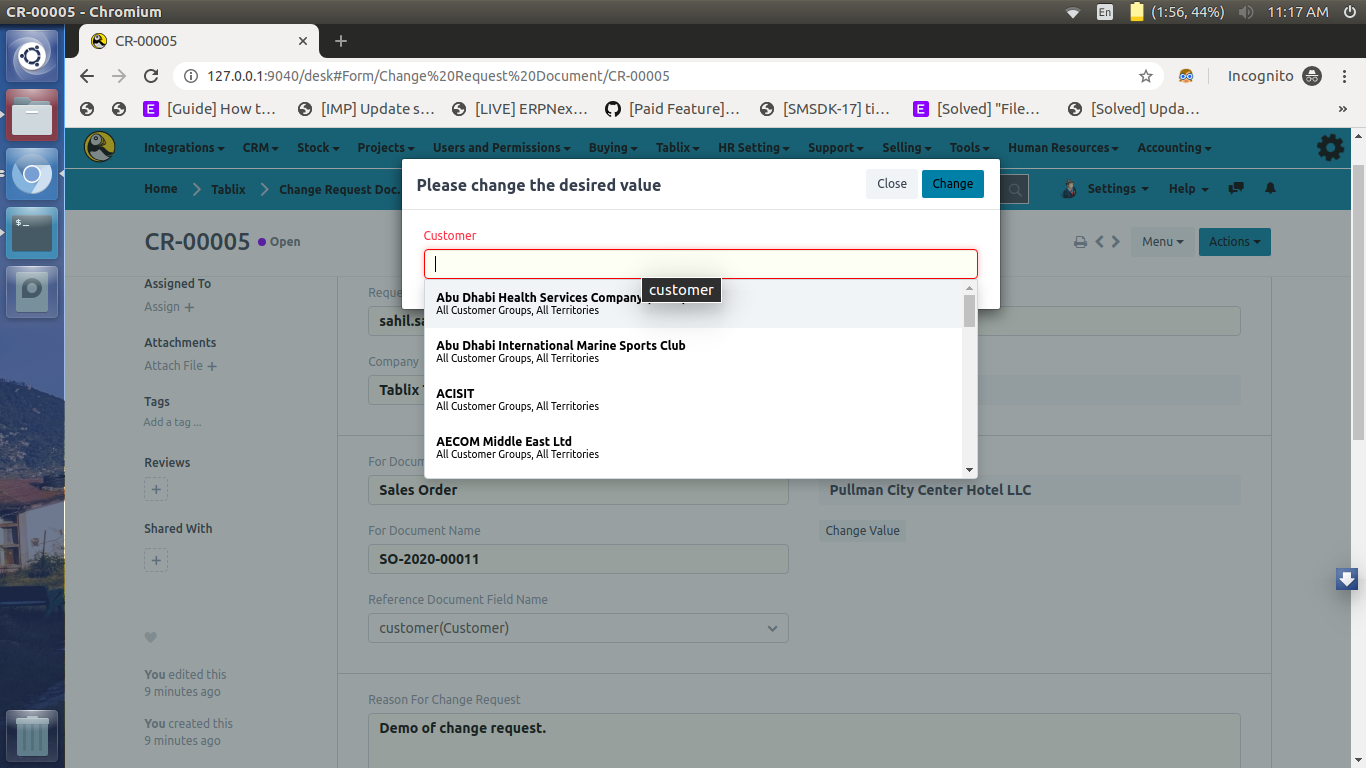 CR-00005 - Chromium
En
(1:56, 44%)
11:17 AM
CR-00005
127.0.0.1:9040/desk#Form/Change%20Request%20Document/CR-00005
Incognito
[Guide] How t…
[IMP] Update s…
[LIVE] ERPNex…
[Paid Feature]…
[SMSDK-17] ti…
[Solved] "File…
[Solved] Upda…
»
Integrations CRM Stock Projects Users and Permissions Buying Tablix HR Setting Support Selling Tools Human Resources Accounting
Home Tablix Change Request Doc..
Settings Help
Please change the desired value
Close
Change
CR-00005 Open
Menu
Actions
Customer
customer
Abu Dhabi Health Services Company
All Customer Groups, All Territories
Abu Dhabi International Marine Sports Club
All Customer Groups, All Territories
ACISIT
All Customer Groups, All Territories
AECOM Middle East Ltd
All Customer Groups, All Territories
Assigned To
Assign +
Attachments
Attach File +
Tags
Add a tag ...
Reviews
+
Shared With
+
You edited this
9 minutes ago
You created this
9 minutes ago
Company
Tablix
Sales Order
Pullman City Center Hotel LLC
For Document Name
Change Value
SO-2020-00011
Reference Document Field Name
customer(Customer)
Reason For Change Request
Demo of change request.